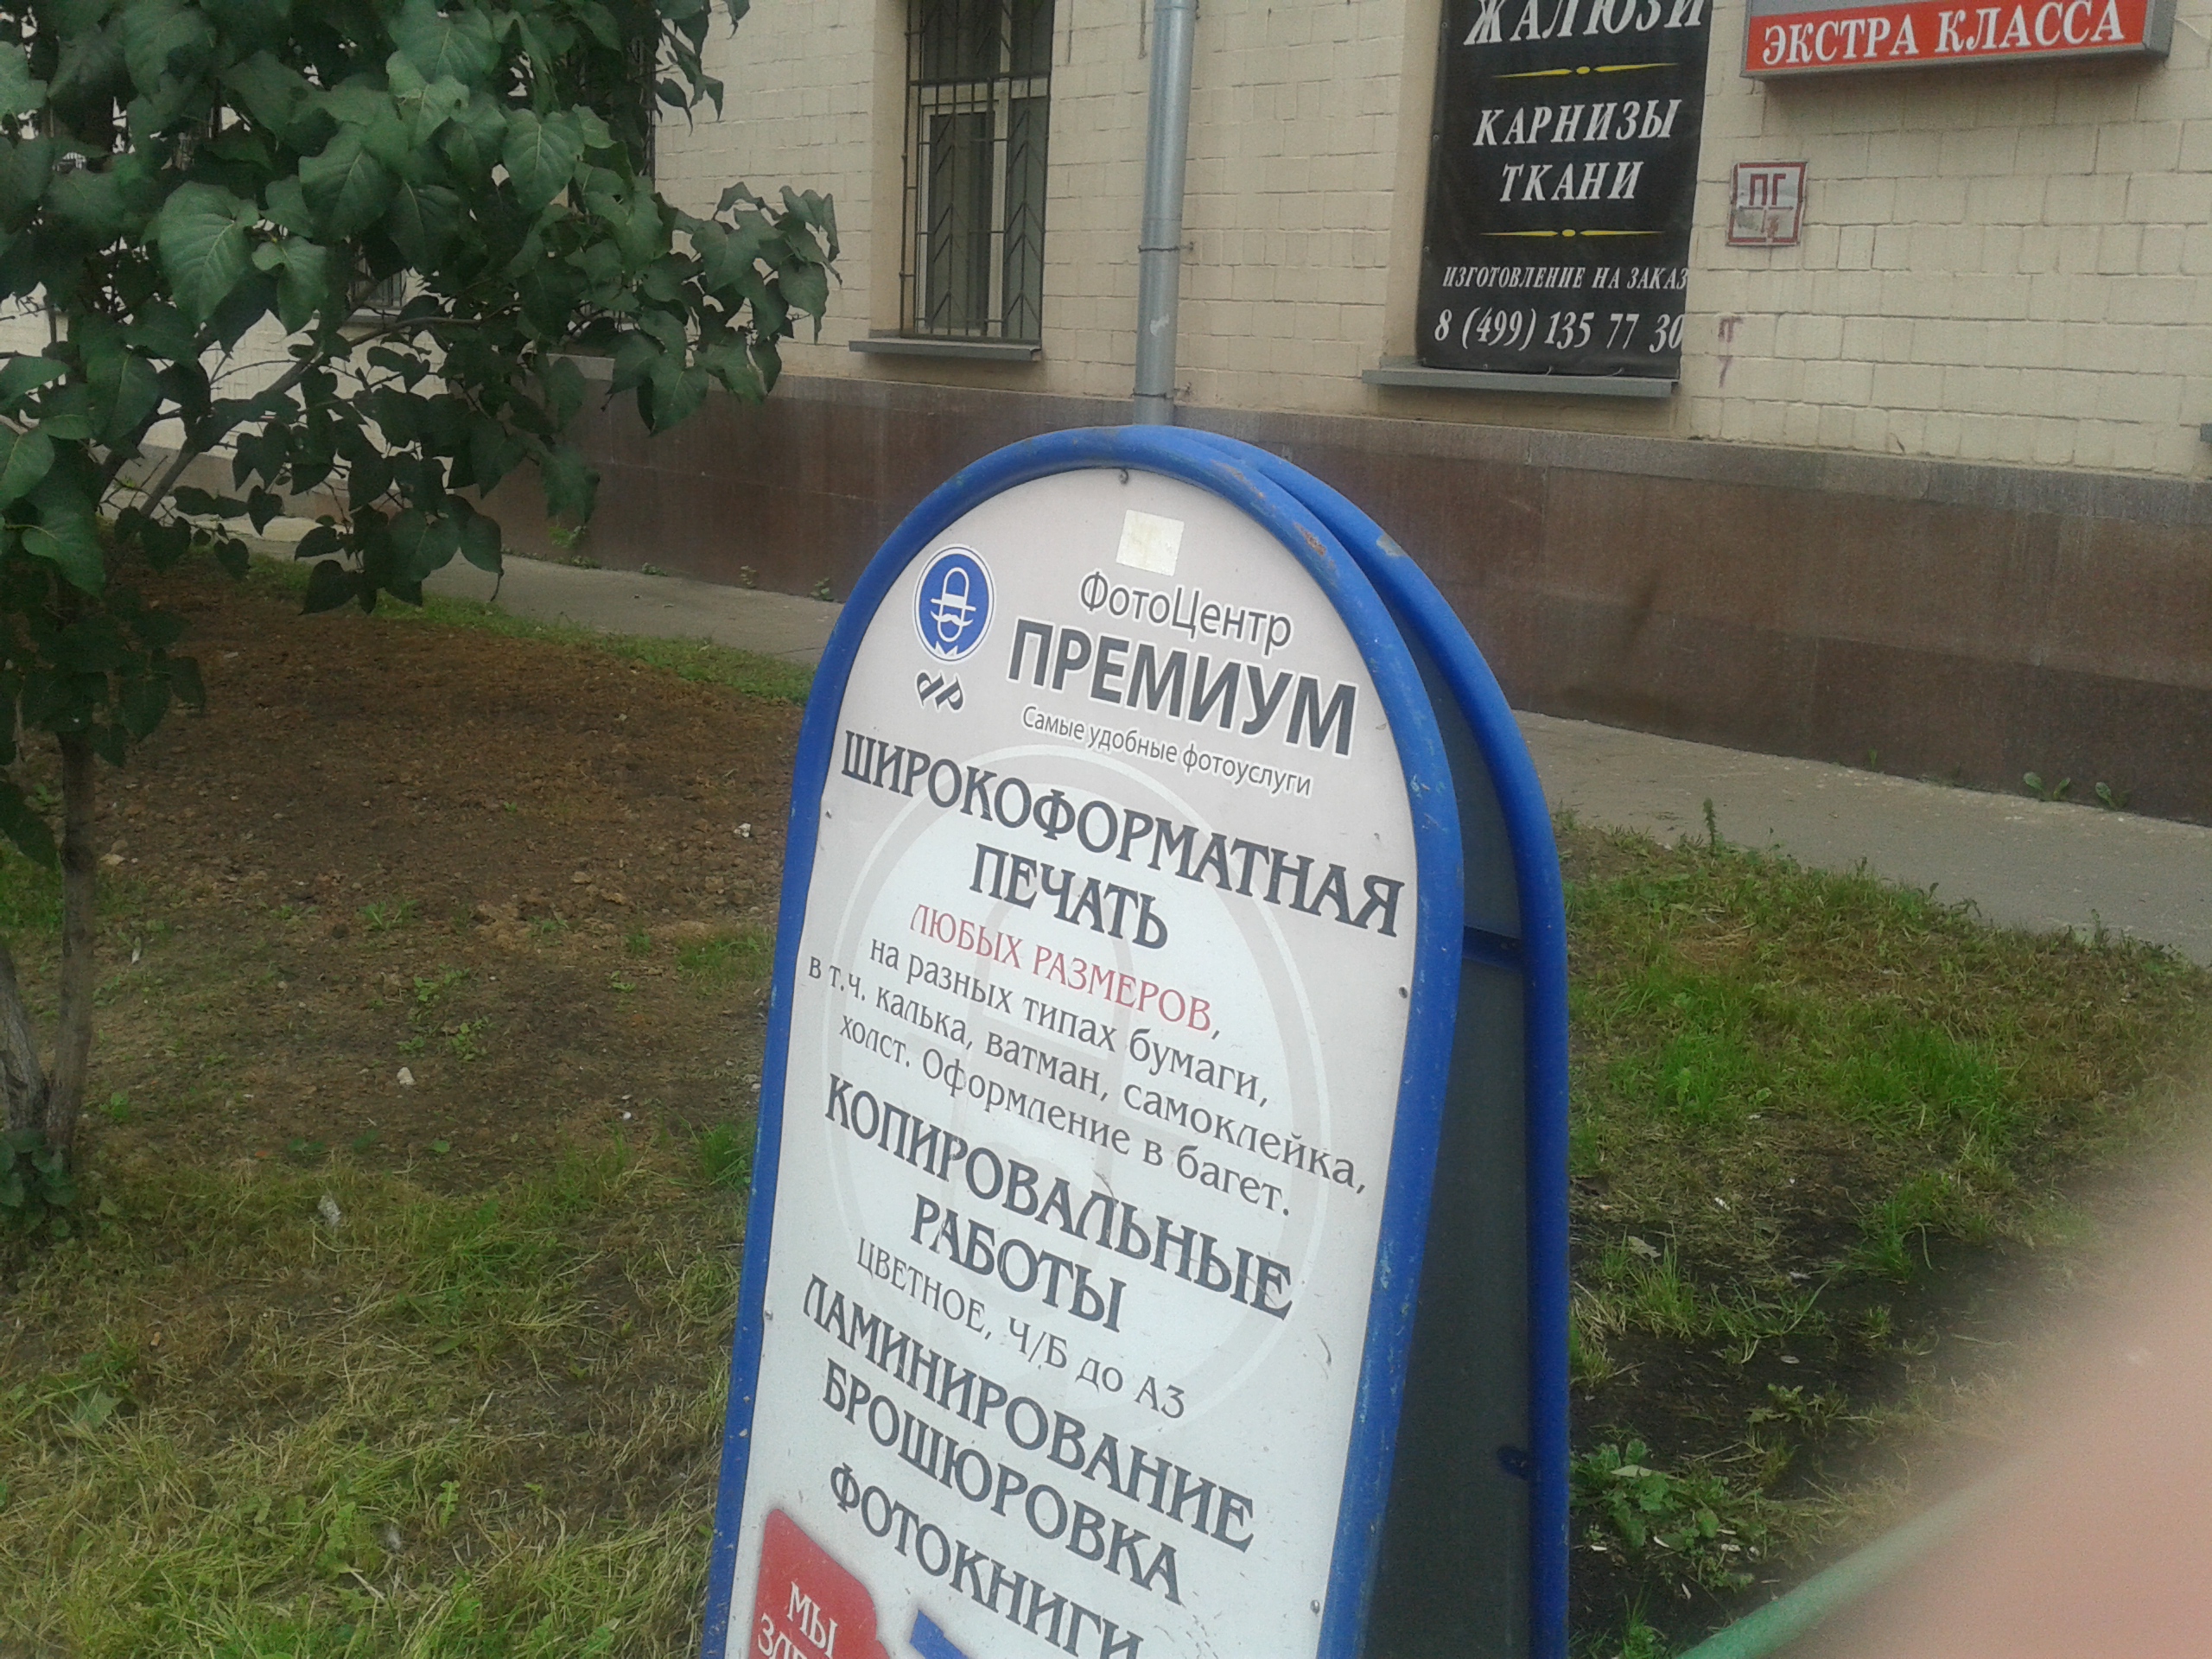 ЖАЛЮЗИ
КАРНИЗЫ
ТКАНИ
ИЗГОТОВЛЕНИЕ НА ЗАКАЗ
8 (499) 135 77 30
ЭКСТРА КЛАССА
ПГ
ФотоЦентр
ПРЕМИУМ
Самые удобные фотоуслуги
ШИРОКОФОРМАТНАЯ
ПЕЧАТЬ
ЛЮБЫХ РАЗМЕРОВ,
на разных типах бумаги,
в т.ч. калька, ватман, самоклейка,
холст. Оформление в багет.
КОПИРОВАЛЬНЫЕ
РАБОТЫ
ЦВЕТНОЕ, Ч/Б до А3
ЛАМИНИРОВАНИЕ
БРОШЮРОВКА
ФОТОКНИГИ
МЫ